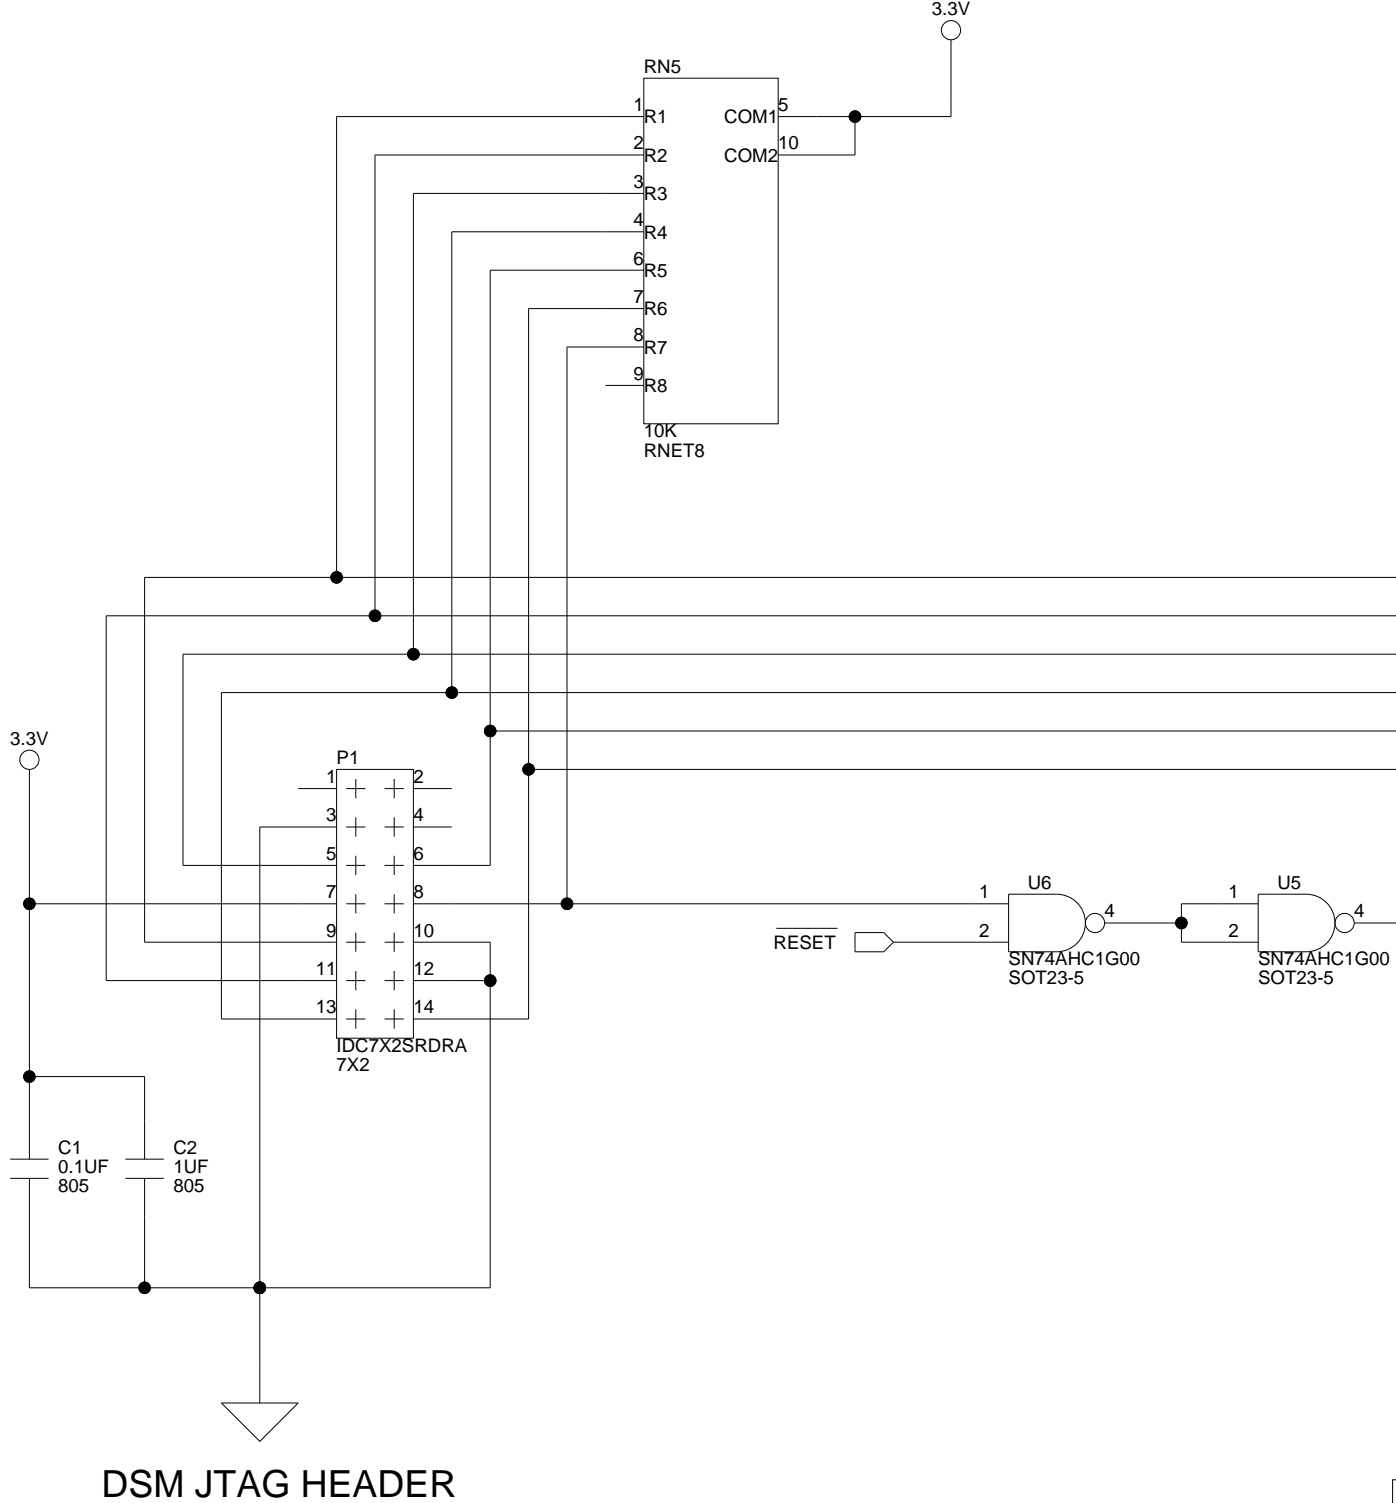 3.3V
RN5
1
R1
COM1
5
2
R2
COM2
10
3
R3
4
R4
6
R5
7
R6
8
R7
9
R8
10K
RNET8
3.3V
P1
1
2
3
4
5
6
7
8
9
10
11
12
13
14
IDC7X2SRDRA
7X2
U6
1
4
2
SN74AHC1G00
SOT23-5
RESET
U5
1
4
2
SN74AHC1G00
SOT23-5
C1
0.1UF
805
C2
1UF
805
DSM JTAG HEADER